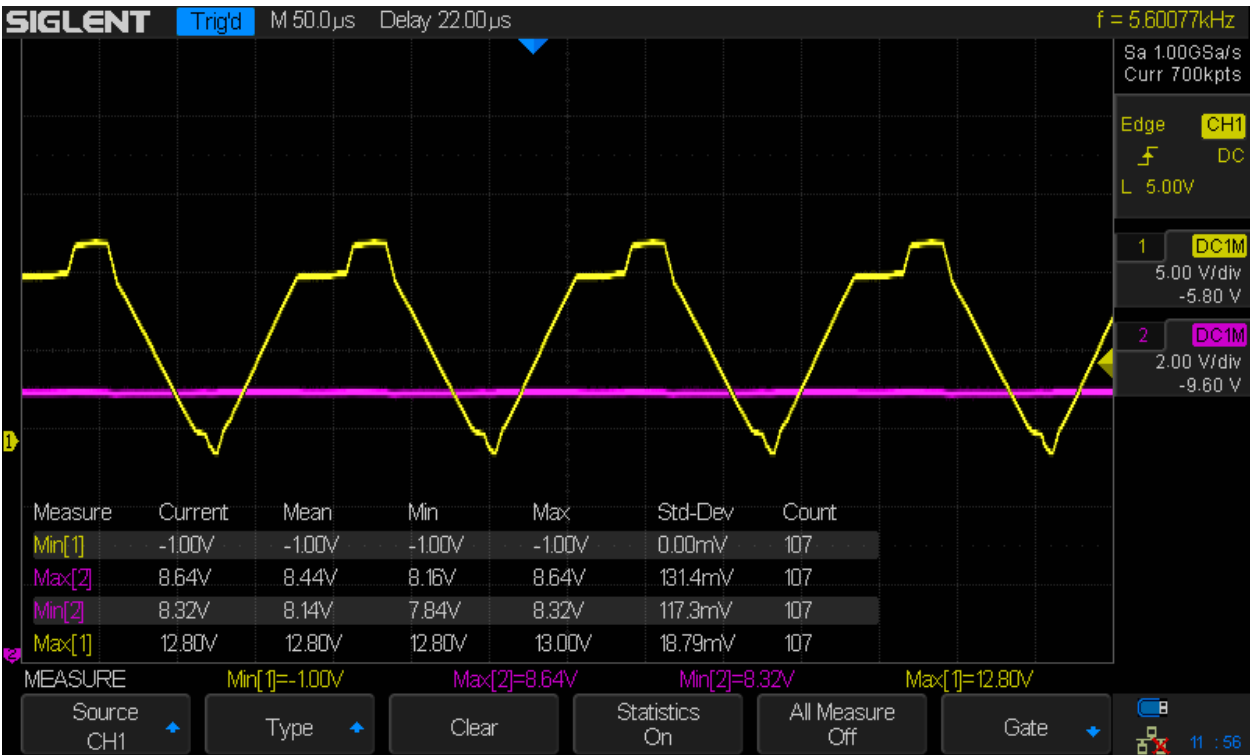 SIGLENT Trig'd M 50.0µs Delay 22.00µs f = 5.60077kHz
Sa 1.00GSa/s
Curr 700kpts
Edge CH1
DC
L 5.00V
1 DC1M
5.00 V/div
-5.80 V
2 DC1M
2.00 V/div
-9.60 V
1
2
Measure Current Mean Min Max Std-Dev Count
Min[1] -1.00V -1.00V -1.00V -1.00V 0.00mV 107
Max[2] 8.64V 8.44V 8.16V 8.64V 131.4mV 107
Min[2] 8.32V 8.14V 7.84V 8.32V 117.3mV 107
Max[1] 12.80V 12.80V 12.80V 13.00V 18.79mV 107
MEASURE Min[1]=-1.00V Max[2]=8.64V Min[2]=8.32V Max[1]=12.80V
Source
CH1
Type
Clear
Statistics
On
All Measure
Off
Gate
11 : 56